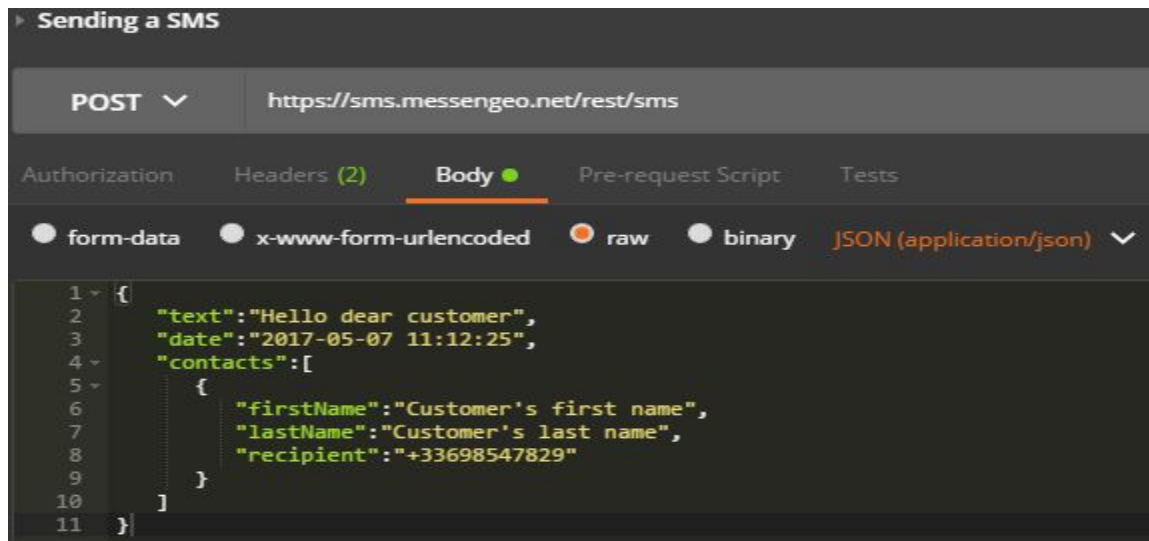 Sending a SMS
POST https://sms.messengeo.net/rest/sms
Authorization Headers (2) Body Pre-request Script Tests
form-data x-www-form-urlencoded raw binary JSON (application/json)
1 {
2 "text":"Hello dear customer",
3 "date":"2017-05-07 11:12:25",
4 "contacts":[
5 {
6 "firstName":"Customer's first name",
7 "lastName":"Customer's last name",
8 "recipient":"+33698547829"
9 }
10 ]
11 }